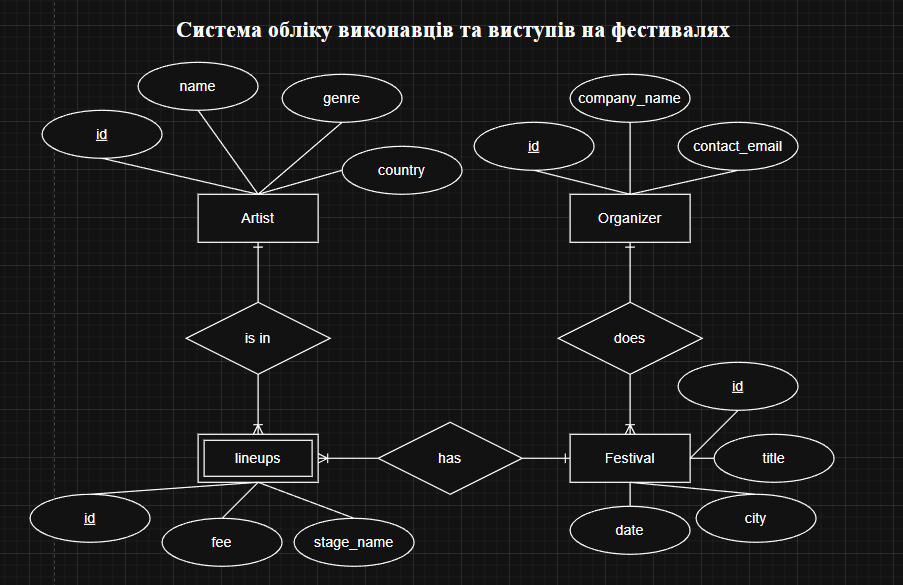 Система обліку виконавців та виступів на фестивалях
name
genre
id
country
Artist
company_name
id
contact_email
Organizer
is in
does
lineups
has
Festival
id
title
city
date
id
fee
stage_name